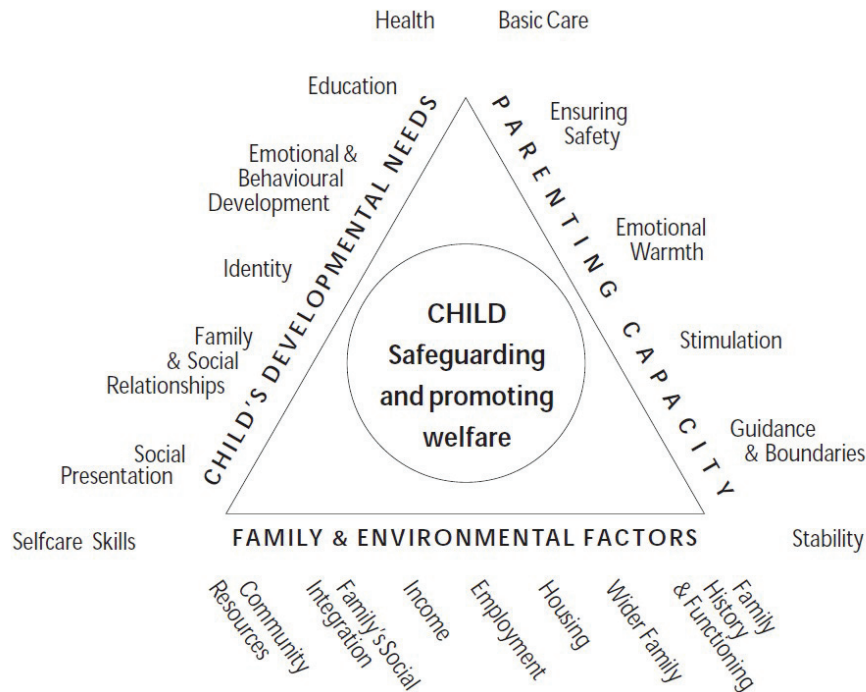 Health
Basic Care
Education
Emotional &
Behavioural
Development
Identity
Family
& Social
Relationships
Social
Presentation
Selfcare Skills
CHILD'S DEVELOPMENTAL NEEDS
PARENTING CAPACITY
Ensuring
Safety
Emotional
Warmth
Stimulation
Guidance
& Boundaries
Stability
CHILD
Safeguarding
and promoting
welfare
FAMILY & ENVIRONMENTAL FACTORS
Community
Resources
Family's Social
Integration
Income
Employment
Housing
Wider Family
Family
History
& Functioning